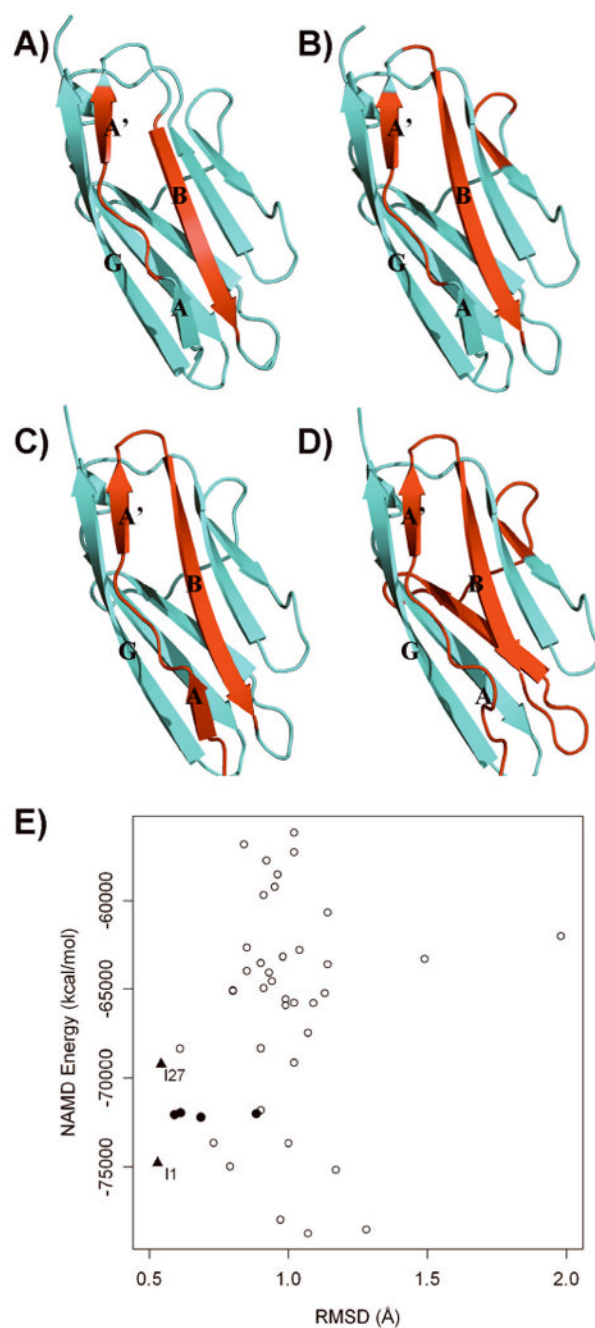 A)
B)
A’
B
G
A
A’
B
G
A
C)
D)
A’
B
G
A
A’
B
G
A
E)
NAMD Energy (kcal/mol)
-60000
-65000
-70000
-75000
I27
I1
0.5 1.0 1.5 2.0
RMSD (Å)